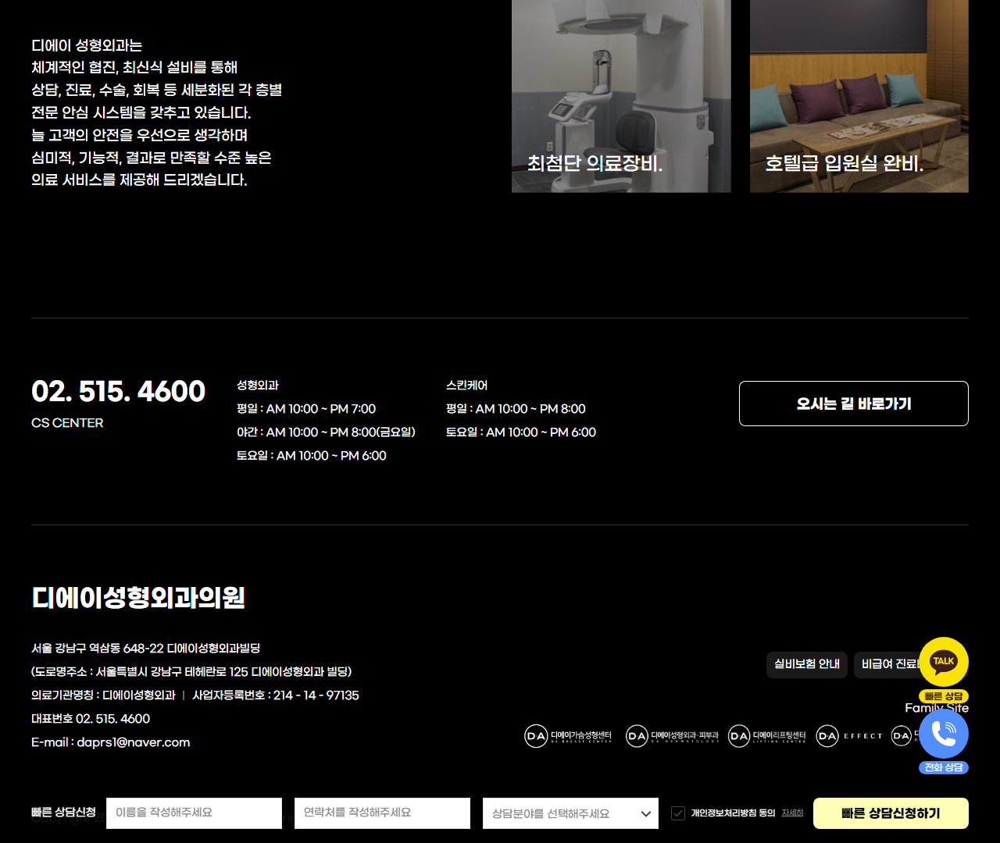 디에이 성형외과는
체계적인 협진, 최신식 설비를 통해
상담, 진료, 수술, 회복 등 세분화된 각 층별
전문 안심 시스템을 갖추고 있습니다.
늘 고객의 안전을 우선으로 생각하며
심미적, 기능적, 결과로 만족할 수준 높은
의료 서비스를 제공해 드리겠습니다.
최첨단 의료장비.
호텔급 입원실 완비.
02. 515. 4600
CS CENTER
성형외과
평일 : AM 10:00 ~ PM 7:00
야간 : AM 10:00 ~ PM 8:00(금요일)
토요일 : AM 10:00 ~ PM 6:00
스킨케어
평일 : AM 10:00 ~ PM 8:00
토요일 : AM 10:00 ~ PM 6:00
오시는 길 바로가기
디에이성형외과의원
서울 강남구 역삼동 648-22 디에이성형외과빌딩
(도로명주소 : 서울특별시 강남구 테헤란로 125 디에이성형외과 빌딩)
의료기관명칭 : 디에이성형외과 | 사업자등록번호 : 214 - 14 - 97135
대표번호 02. 515. 4600
E-mail : daprs1@naver.com
실비보험 안내
비급여 진료
TALK
빠른 상담
Family Site
전화 상담
D·A 디에이가슴성형센터
DA BREAST CENTER
D·A 디에이성형외과·피부과
DA DERMATOLOGY
D·A 디에이리프팅센터
LIFTING CENTER
D·A EFFECT
D·A
빠른 상담신청
이름을 작성해주세요
연락처를 작성해주세요
상담분야를 선택해주세요
개인정보처리방침 동의
자세히
빠른 상담신청하기